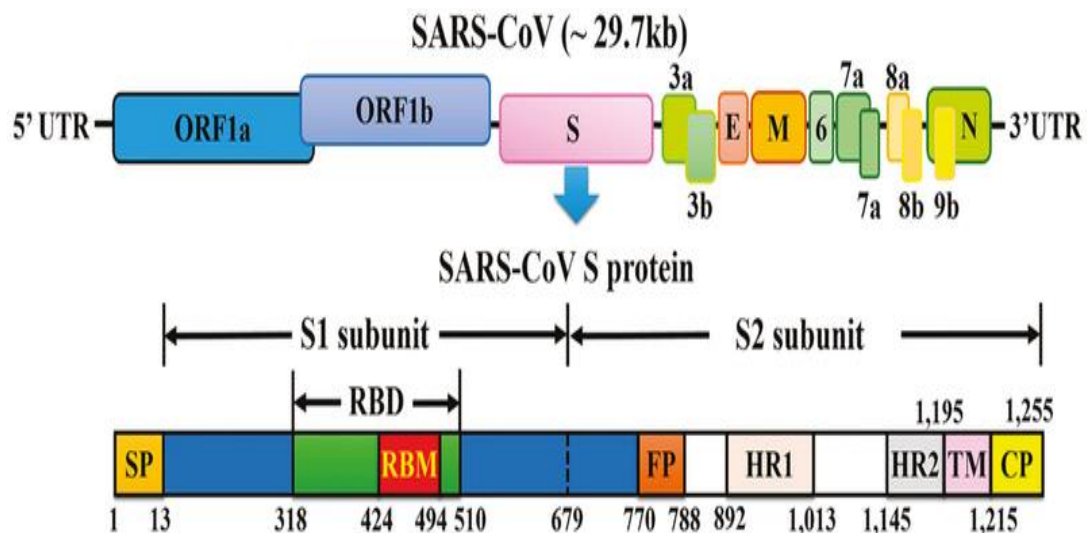 SARS-CoV (~ 29.7kb)
3a 7a 8a
5' UTR ORF1a ORF1b S E M 6 N 3'UTR
3b 7a 8b 9b
SARS-CoV S protein
S1 subunit S2 subunit
RBD
1,195 1,255
SP RBM FP HR1 HR2 TM CP
1 13 318 424 494 510 679 770 788 892 1,013 1,145 1,215